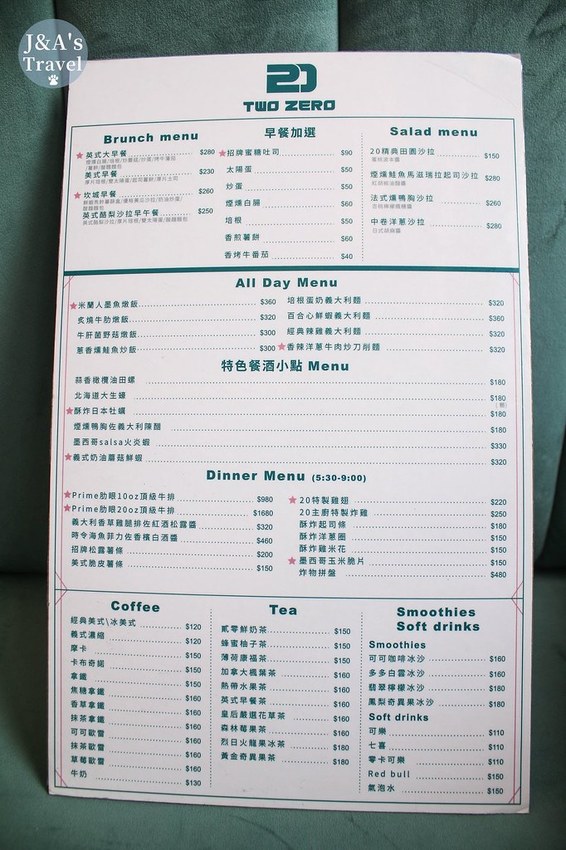 J&A's
Travel
20
TWO ZERO
Brunch menu
英式大早餐 $280
美式早餐 $230
坎城早餐 $260
英式酪梨沙拉早午餐 $250
早餐加選
招牌蜜糖吐司 $90
太陽蛋 $50
炒蛋 $50
煙燻白腸 $60
培根 $50
香煎薯餅 $60
香烤牛番茄 $40
Salad menu
20精典田園沙拉 $150
煙燻鮭魚馬滋瑞拉起司沙拉 $280
法式燻鴨胸沙拉 $260
中卷洋蔥沙拉 $280
日式胡麻醬
All Day Menu
米蘭人墨魚燉飯 $360
炙燒牛肋燉飯 $320
牛肝菌野菇燉飯 $300
蔥香燻鮭魚炒飯 $300
培根蛋奶義大利麵 $320
百合心鮮蝦義大利麵 $360
經典辣雞義大利麵 $320
香辣洋蔥牛肉炒刀削麵 $320
特色餐酒小點 Menu
蒜香橄欖油田螺 $180
北海道大生蠔 $180
酥炸日本牡蠣 $180
煙燻鴨胸佐義大利陳醋 $180
墨西哥salsa火炎蝦 $330
義式奶油蘑菇鮮蝦 $320
Dinner Menu (5:30-9:00)
Prime肋眼10oz頂級牛排 $980
Prime肋眼20oz頂級牛排 $1680
義大利香草雞腿排佐紅酒松露醬 $320
時令海魚菲力佐香檳白酒醬 $460
招牌松露薯條 $200
美式脆皮薯條 $150
20特製雞翅 $220
20主廚特製炸雞 $250
酥炸起司條 $180
酥炸洋蔥圈 $150
酥炸雞米花 $150
墨西哥玉米脆片 $150
炸物拼盤 $480
Coffee
經典美式\冰美式 $120
義式濃縮 $120
摩卡 $150
卡布奇諾 $150
拿鐵 $150
焦糖拿鐵 $160
香草拿鐵 $160
抹茶拿鐵 $160
可可歐蕾 $160
抹茶歐蕾 $160
草莓歐蕾 $160
牛奶 $130
Tea
貳零鮮奶茶 $150
蜂蜜柚子茶 $150
薄荷康福茶 $150
加拿大楓葉茶 $160
熱帶水果茶 $160
英式早餐茶 $160
皇后嚴選花草茶 $160
森林莓果茶 $160
烈日火龍果冰茶 $180
黃金奇異果茶 $180
Smoothies
Soft drinks
Smoothies
可可咖啡冰沙 $160
多多白雲冰沙 $160
翡翠檸檬冰沙 $180
鳳梨奇異果冰沙 $180
Soft drinks
可樂 $110
七喜 $110
零卡可樂 $110
Red bull $150
氣泡水 $150